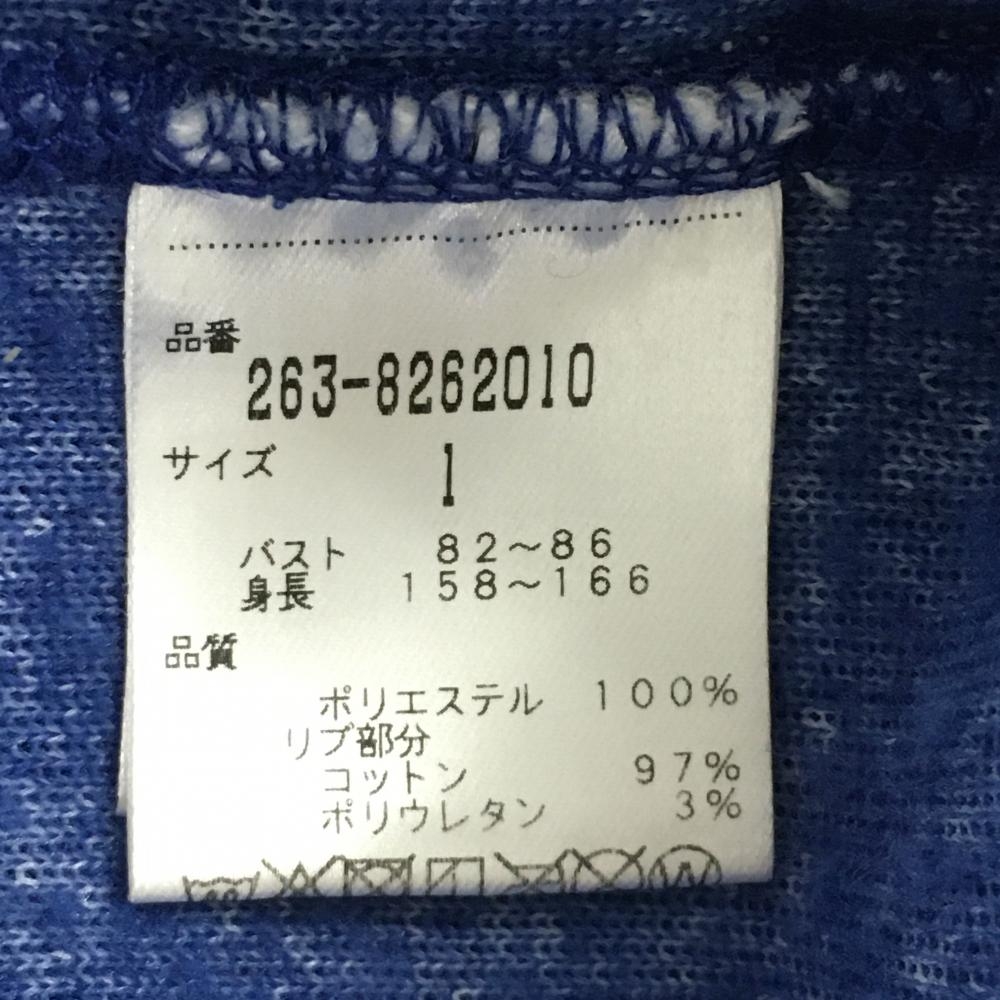 品番
263-8262010
サイズ 1
バスト 82〜86
身長 158〜166
品質
ポリエステル 100%
リブ部分
コットン 97%
ポリウレタン 3%